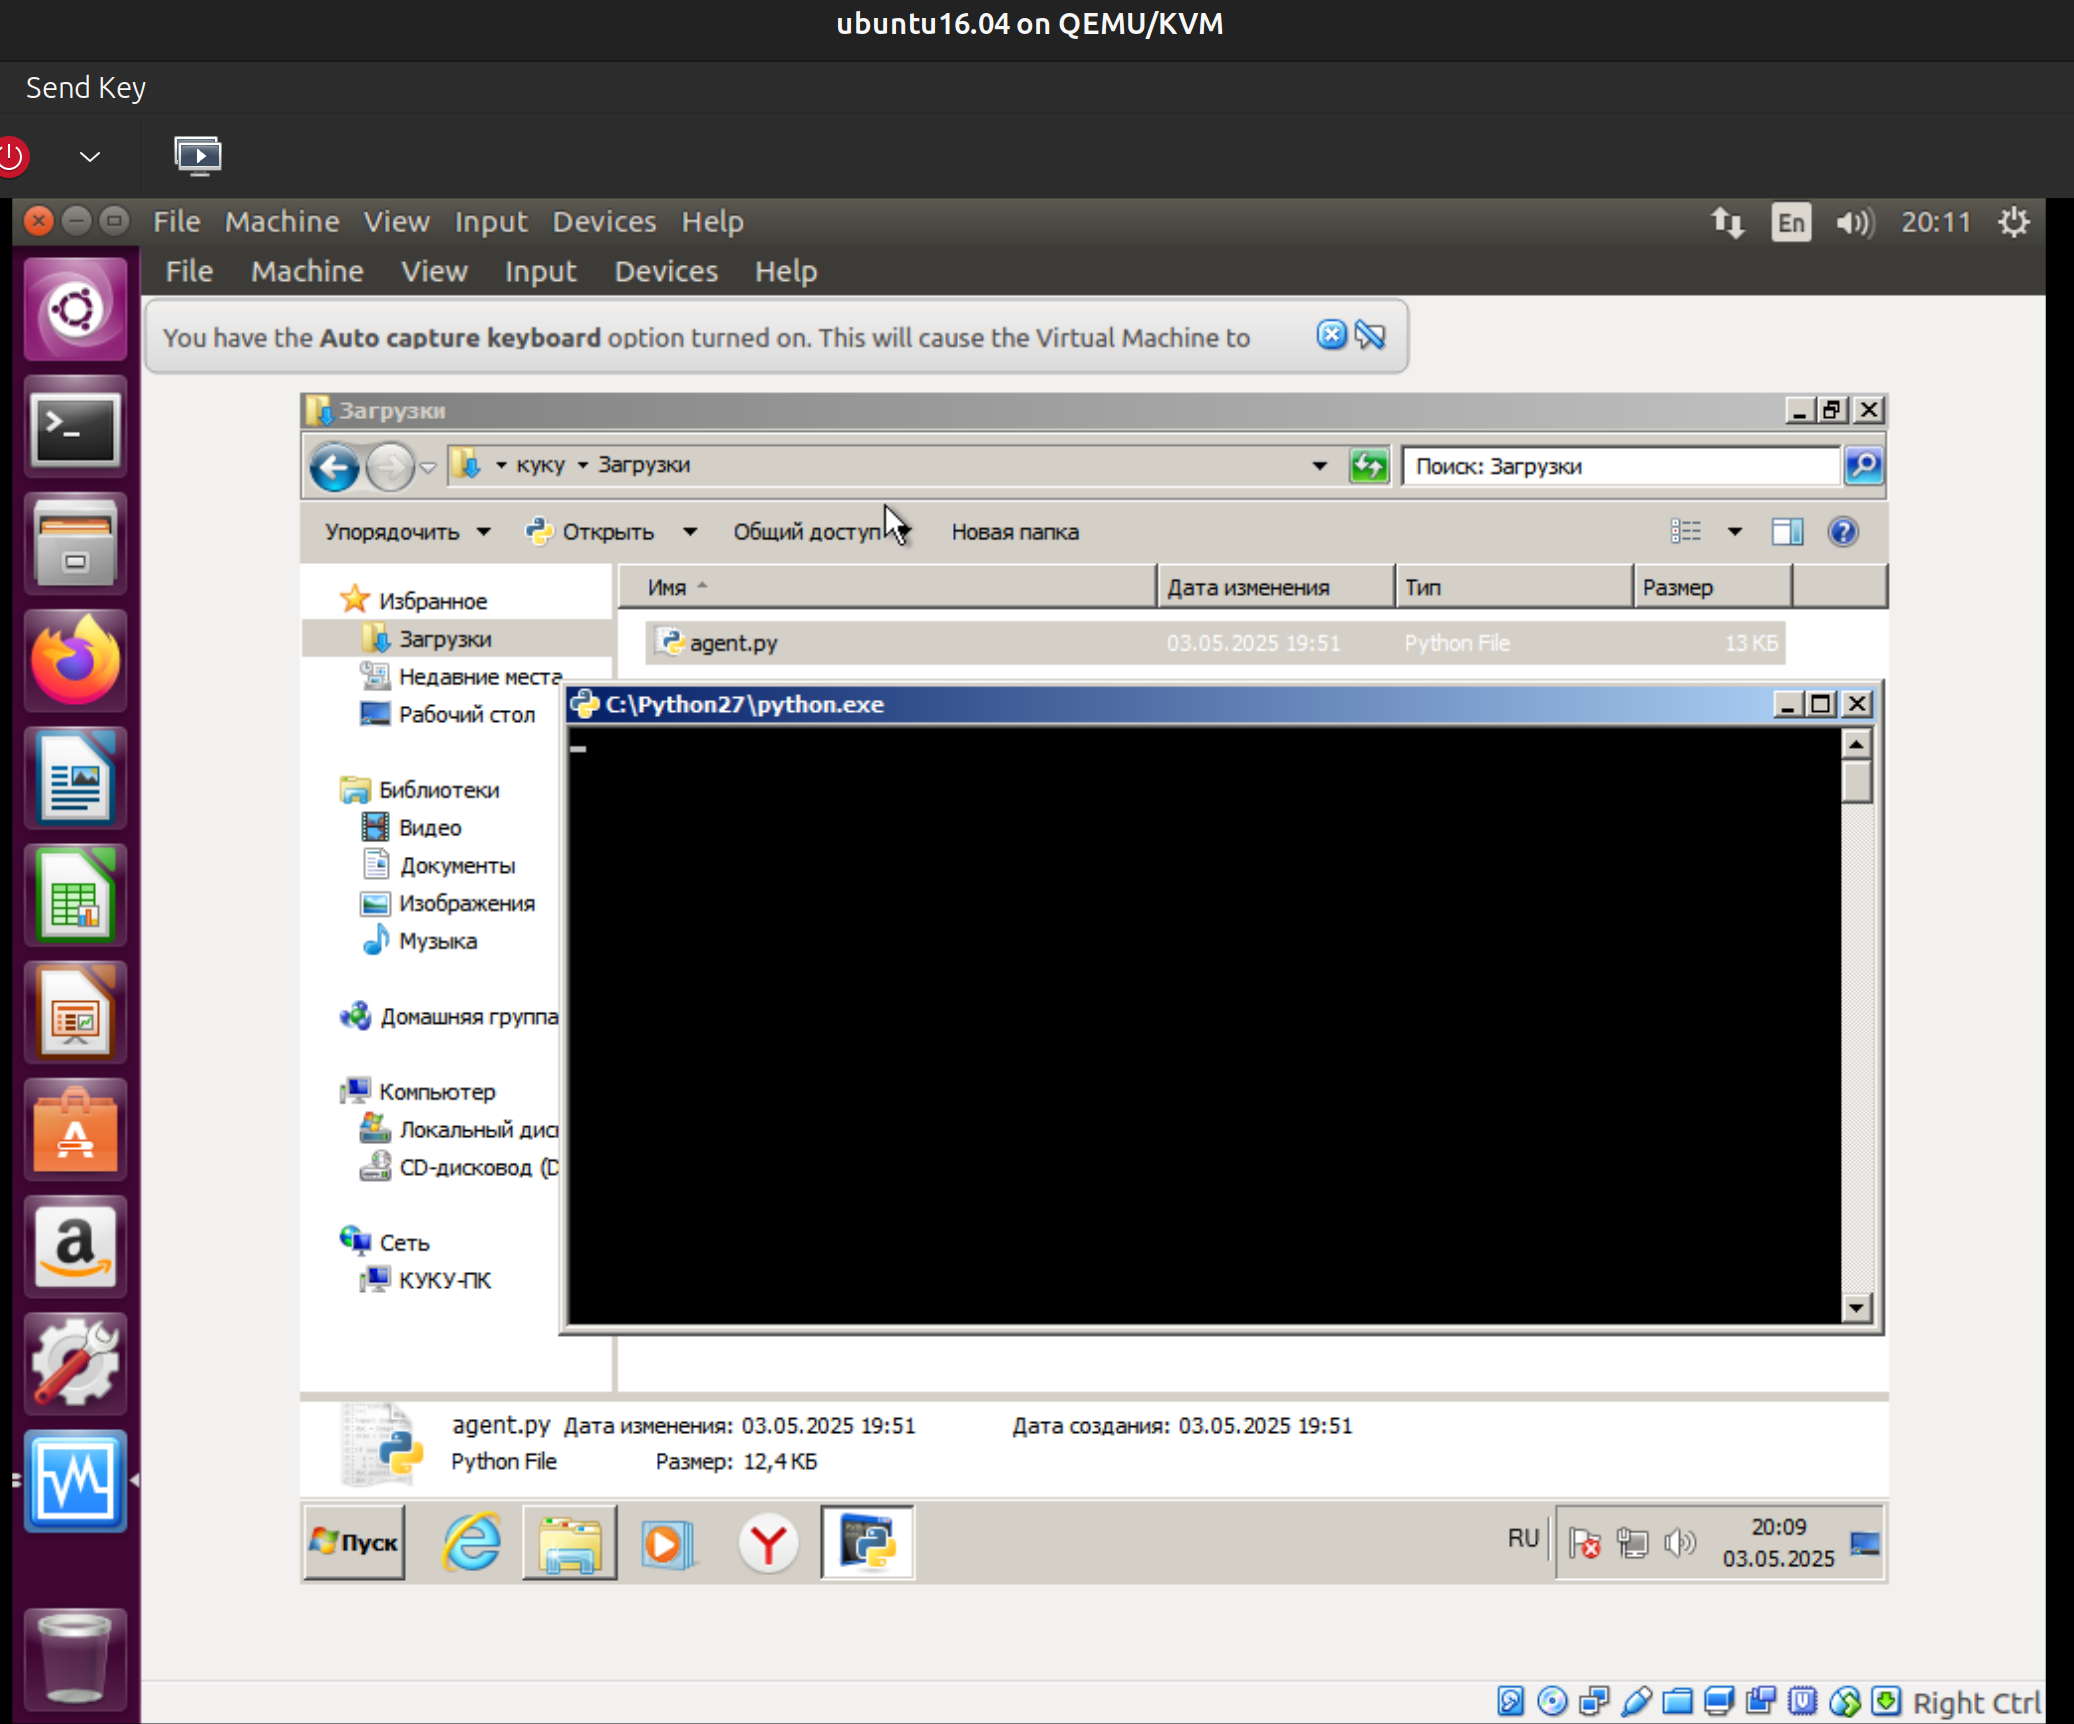 ubuntu16.04 on QEMU/KVM
Send Key
File Machine View Input Devices Help
En
20:11
File Machine View Input Devices Help
You have the Auto capture keyboard option turned on. This will cause the Virtual Machine to
Загрузки
куку Загрузки
Поиск: Загрузки
Упорядочить Открыть Общий доступ Новая папка
Имя Дата изменения Тип Размер
agent.py 03.05.2025 19:51 Python File 13 КБ
Избранное
Загрузки
Недавние места
Рабочий стол
Библиотеки
Видео
Документы
Изображения
Музыка
Домашняя группа
Компьютер
Локальный дис
CD-дисковод (D
Сеть
КУКУ-ПК
C:\Python27\python.exe
agent.py Дата изменения: 03.05.2025 19:51 Дата создания: 03.05.2025 19:51
Python File Размер: 12,4 КБ
Пуск
RU
20:09
03.05.2025
Right Ctrl